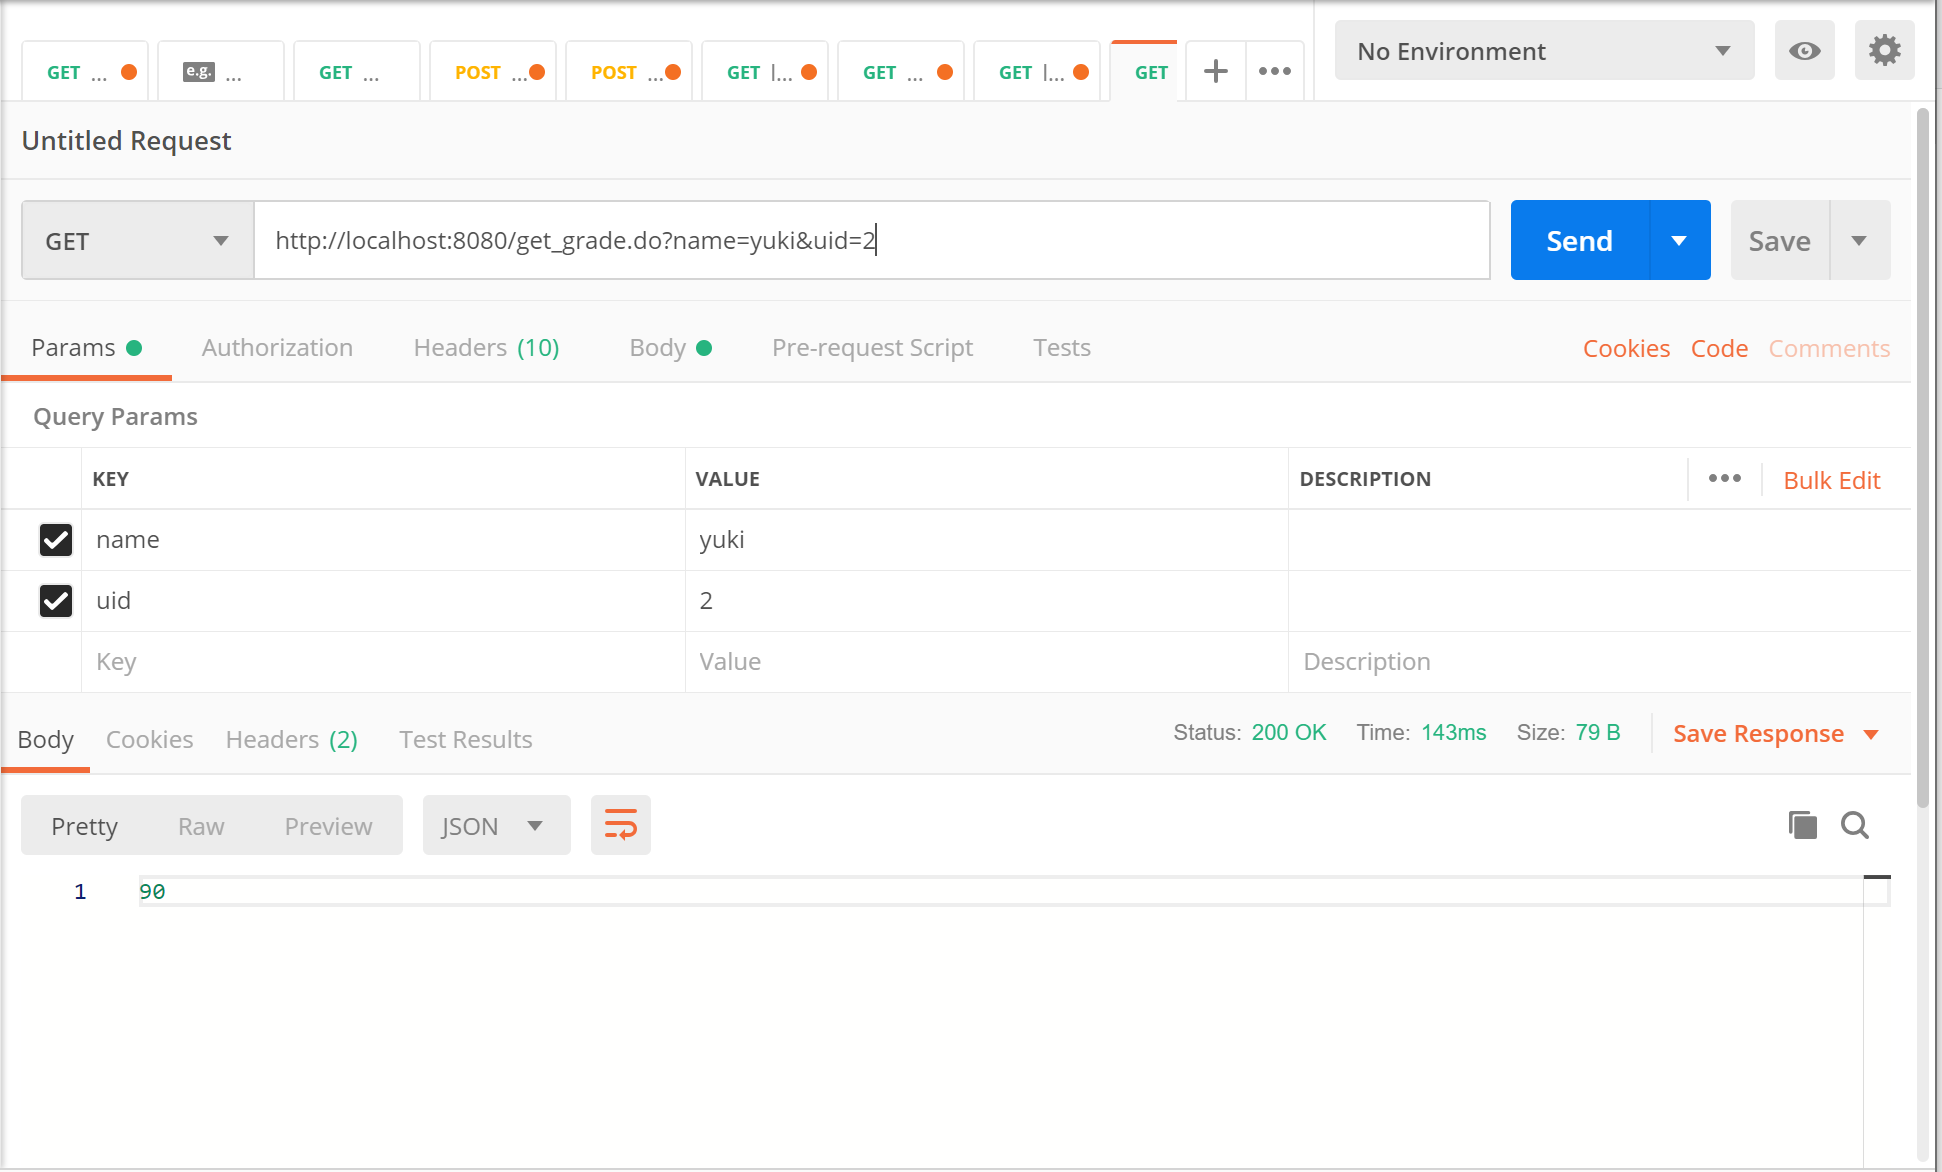 GET ... e.g. ... GET ... POST ... POST ... GET l... GET ... GET l... GET No Environment
Untitled Request
GET http://localhost:8080/get_grade.do?name=yuki&uid=2 Send Save
Params Authorization Headers (10) Body Pre-request Script Tests Cookies Code Comments
Query Params
KEY VALUE DESCRIPTION Bulk Edit
name yuki
uid 2
Key Value Description
Body Cookies Headers (2) Test Results Status: 200 OK Time: 143ms Size: 79 B Save Response
Pretty Raw Preview JSON
1 90